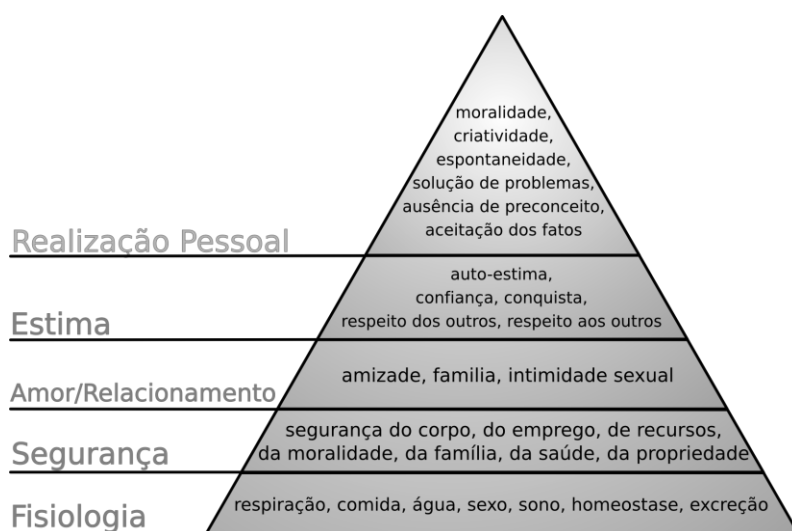 moralidade,
criatividade,
espontaneidade,
solução de problemas,
ausência de preconceito,
aceitação dos fatos
Realização Pessoal
auto-estima,
confiança, conquista,
respeito dos outros, respeito aos outros
Estima
amizade, familia, intimidade sexual
Amor/Relacionamento
segurança do corpo, do emprego, de recursos,
da moralidade, da família, da saúde, da propriedade
Segurança
respiração, comida, água, sexo, sono, homeostase, excreção
Fisiologia